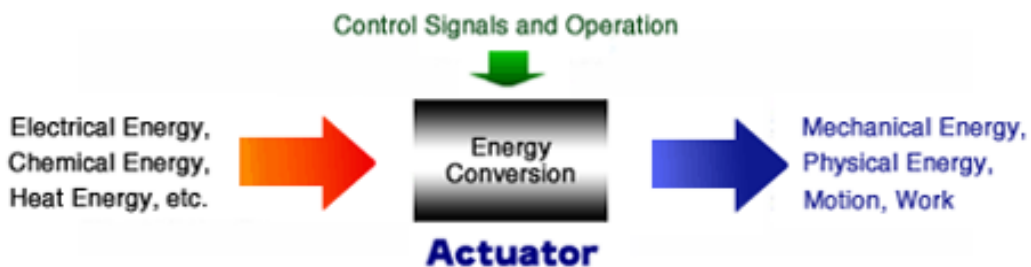 Control Signals and Operation
Electrical Energy,
Chemical Energy,
Heat Energy, etc.
Energy
Conversion
Mechanical Energy,
Physical Energy,
Motion, Work
Actuator